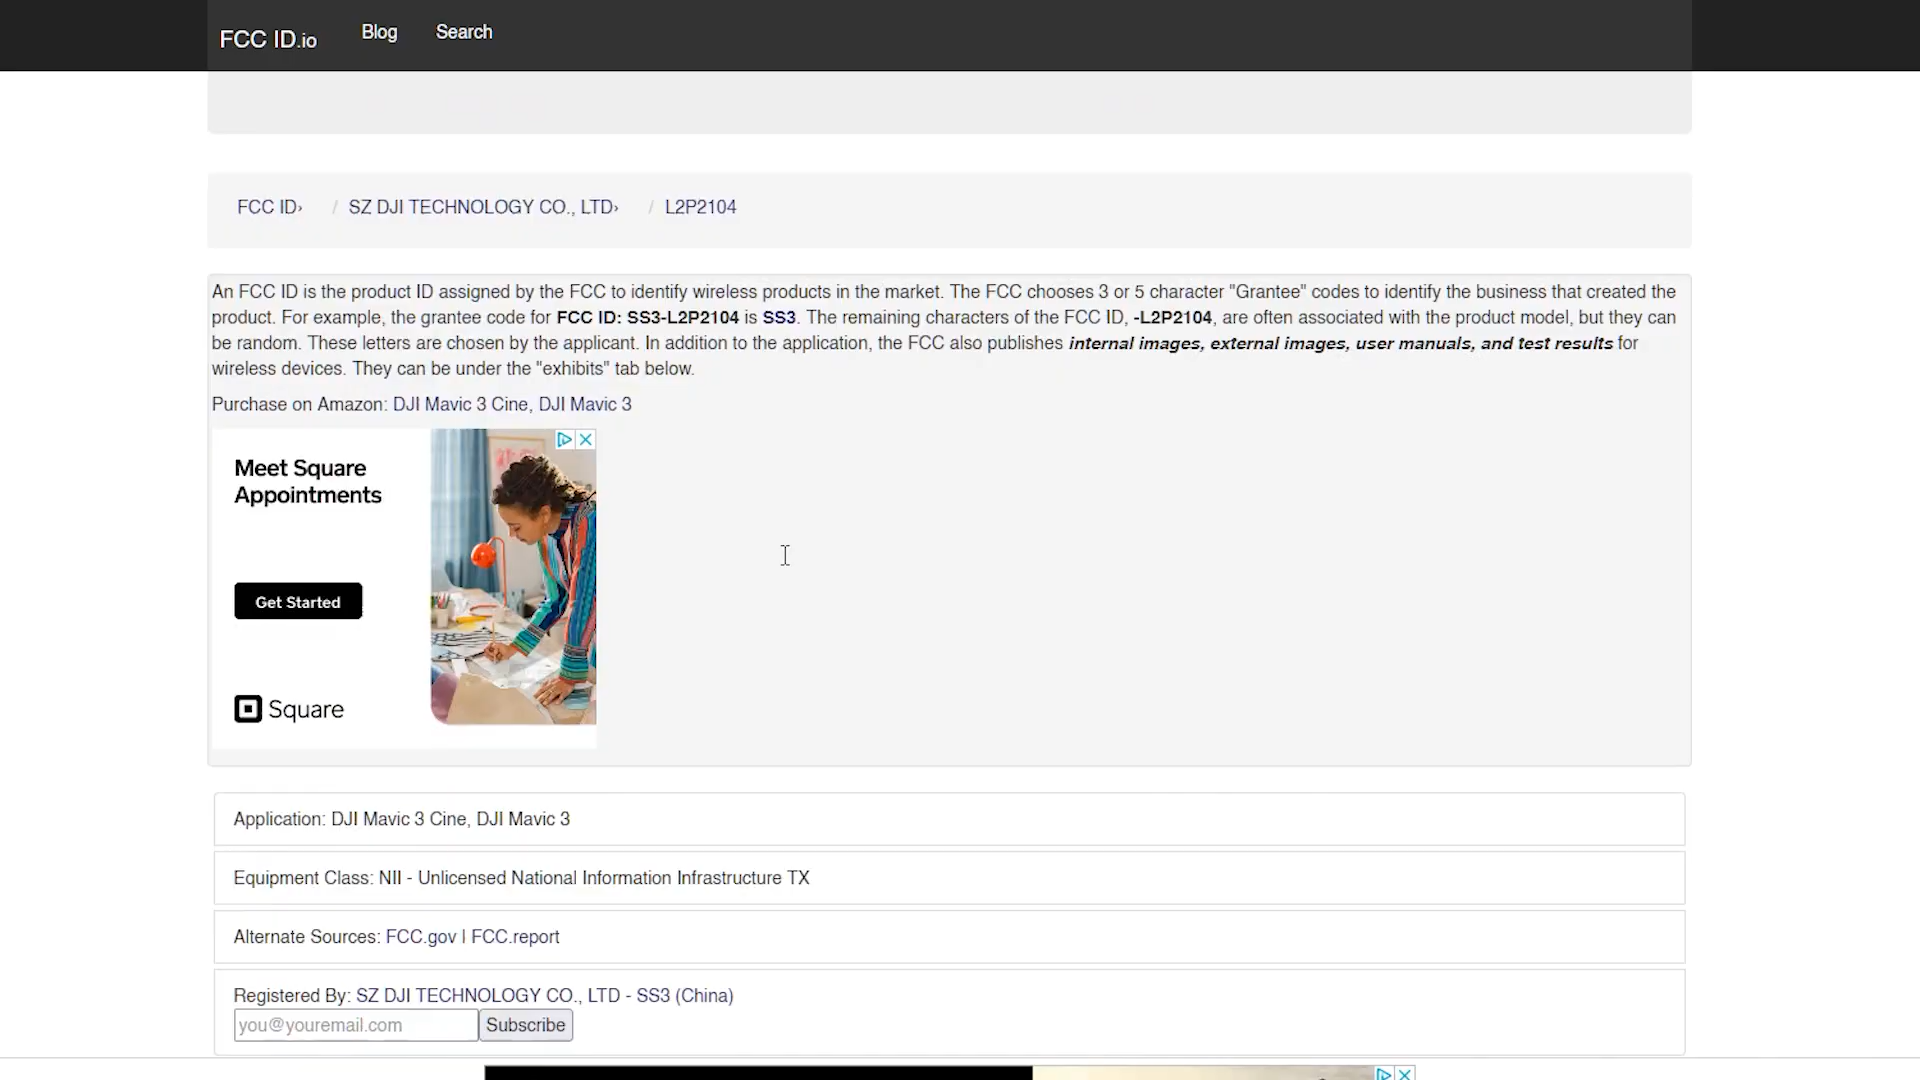 FCC ID.io Blog Search
FCC ID› / SZ DJI TECHNOLOGY CO., LTD› / L2P2104
An FCC ID is the product ID assigned by the FCC to identify wireless products in the market. The FCC chooses 3 or 5 character "Grantee" codes to identify the business that created the
product. For example, the grantee code for FCC ID: SS3-L2P2104 is SS3. The remaining characters of the FCC ID, -L2P2104, are often associated with the product model, but they can
be random. These letters are chosen by the applicant. In addition to the application, the FCC also publishes internal images, external images, user manuals, and test results for
wireless devices. They can be under the "exhibits" tab below.
Purchase on Amazon: DJI Mavic 3 Cine, DJI Mavic 3
Meet Square
Appointments
Get Started
Square
Application: DJI Mavic 3 Cine, DJI Mavic 3
Equipment Class: NII - Unlicensed National Information Infrastructure TX
Alternate Sources: FCC.gov | FCC.report
Registered By: SZ DJI TECHNOLOGY CO., LTD - SS3 (China)
you@youremail.com Subscribe